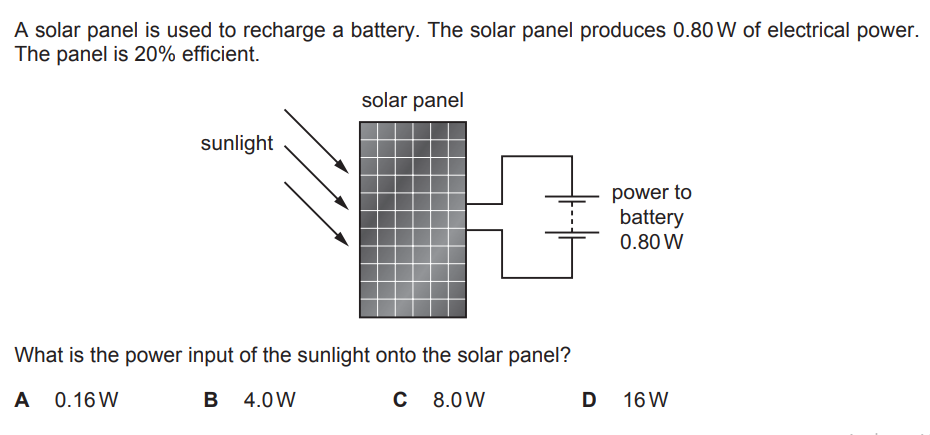 A solar panel is used to recharge a battery. The solar panel produces 0.80 W of electrical power.
The panel is 20% efficient.
solar panel
sunlight
power to
battery
0.80 W
What is the power input of the sunlight onto the solar panel?
A 0.16 W B 4.0 W C 8.0 W D 16 W